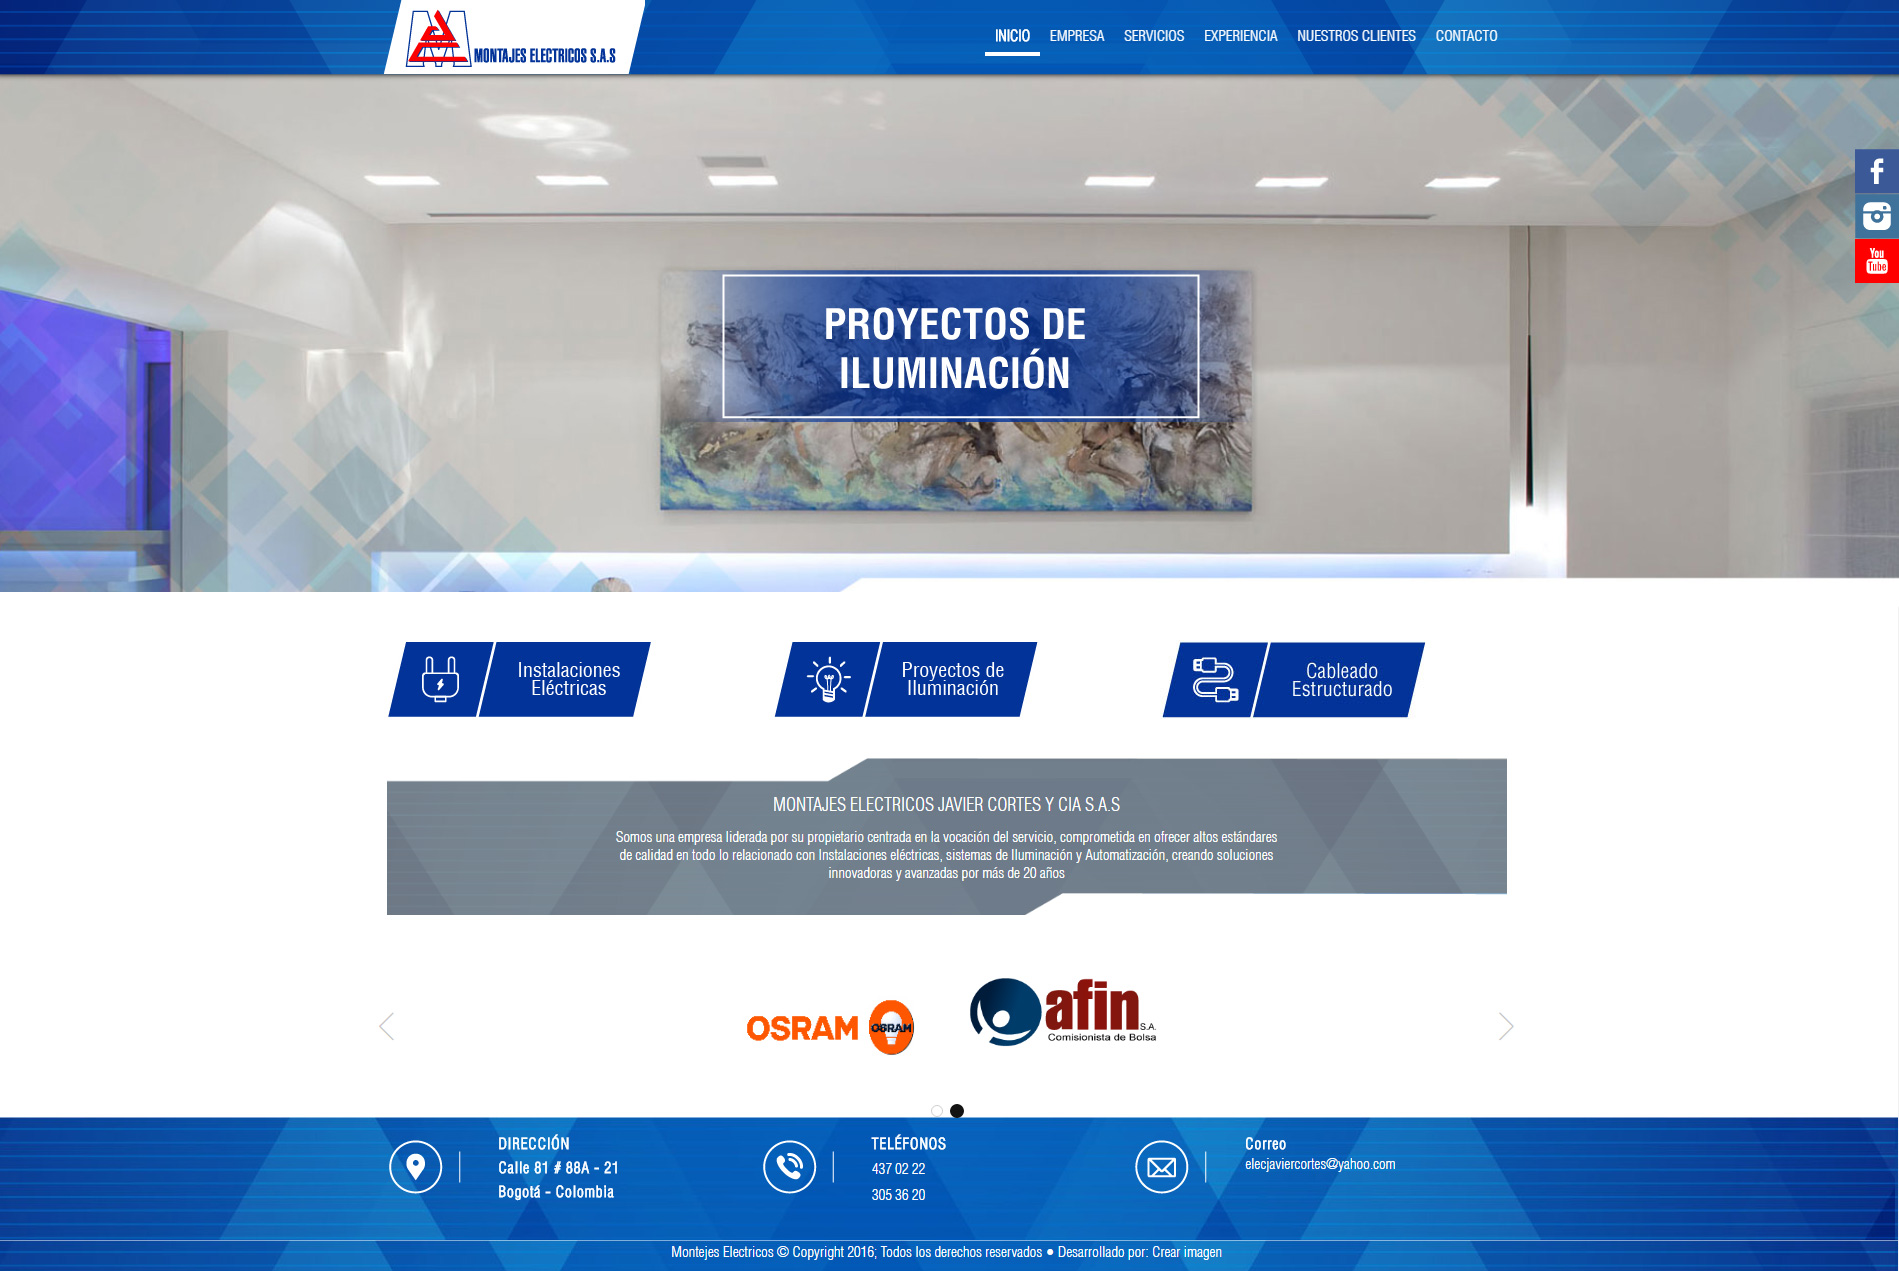 MONTAJES ELECTRICOS S.A.S
INICIO EMPRESA SERVICIOS EXPERIENCIA NUESTROS CLIENTES CONTACTO
You
Tube
PROYECTOS DE
ILUMINACIÓN
Instalaciones
Eléctricas
Proyectos de
Iluminación
Cableado
Estructurado
MONTAJES ELECTRICOS JAVIER CORTES Y CIA S.A.S
Somos una empresa liderada por su propietario centrada en la vocación del servicio, comprometida en ofrecer altos estándares
de calidad en todo lo relacionado con Instalaciones eléctricas, sistemas de Iluminación y Automatización, creando soluciones
innovadoras y avanzadas por más de 20 años
OSRAM OSRAM
afin S.A.
Comisionista de Bolsa
DIRECCIÓN
Calle 81 # 88A - 21
Bogotá - Colombia
TELÉFONOS
437 02 22
305 36 20
Correo
elecjaviercortes@yahoo.com
Montejes Electricos © Copyright 2016; Todos los derechos reservados ● Desarrollado por: Crear imagen